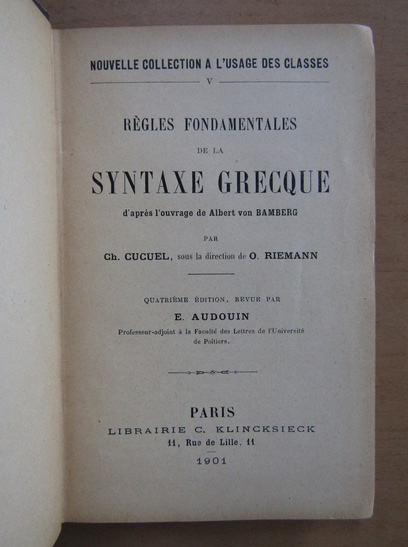 NOUVELLE COLLECTION A L'USAGE DES CLASSES
V
RÈGLES FONDAMENTALES
DE LA
SYNTAXE GRECQUE
d'après l'ouvrage de Albert von BAMBERG
PAR
Ch. CUCUEL, sous la direction de O. RIEMANN
QUATRIÈME ÉDITION, REVUE PAR
E. AUDOUIN
Professeur-adjoint à la Faculté des Lettres de l'Université
de Poitiers.
PARIS
LIBRAIRIE C. KLINCKSIECK
11, Rue de Lille, 11
1901